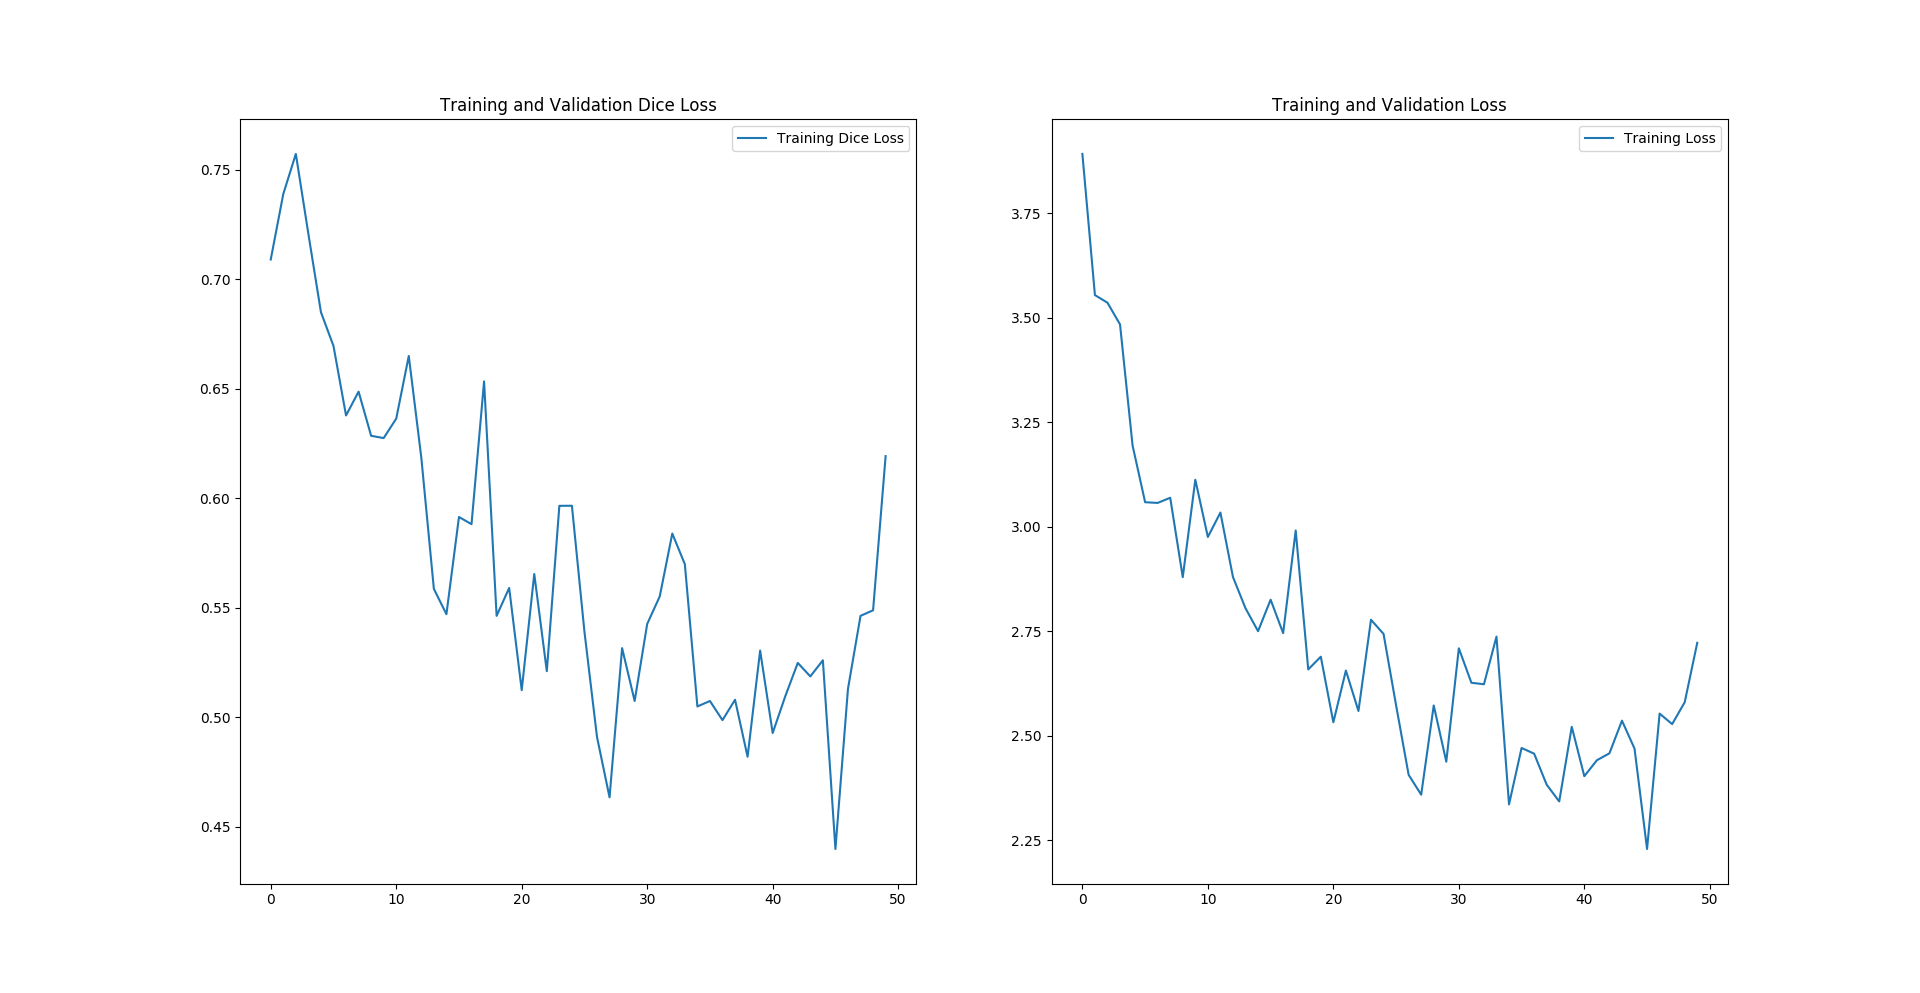 Training and Validation Dice Loss
Training Dice Loss
0.75
0.70
0.65
0.60
0.55
0.50
0.45
0 10 20 30 40 50
Training and Validation Loss
Training Loss
3.75
3.50
3.25
3.00
2.75
2.50
2.25
0 10 20 30 40 50